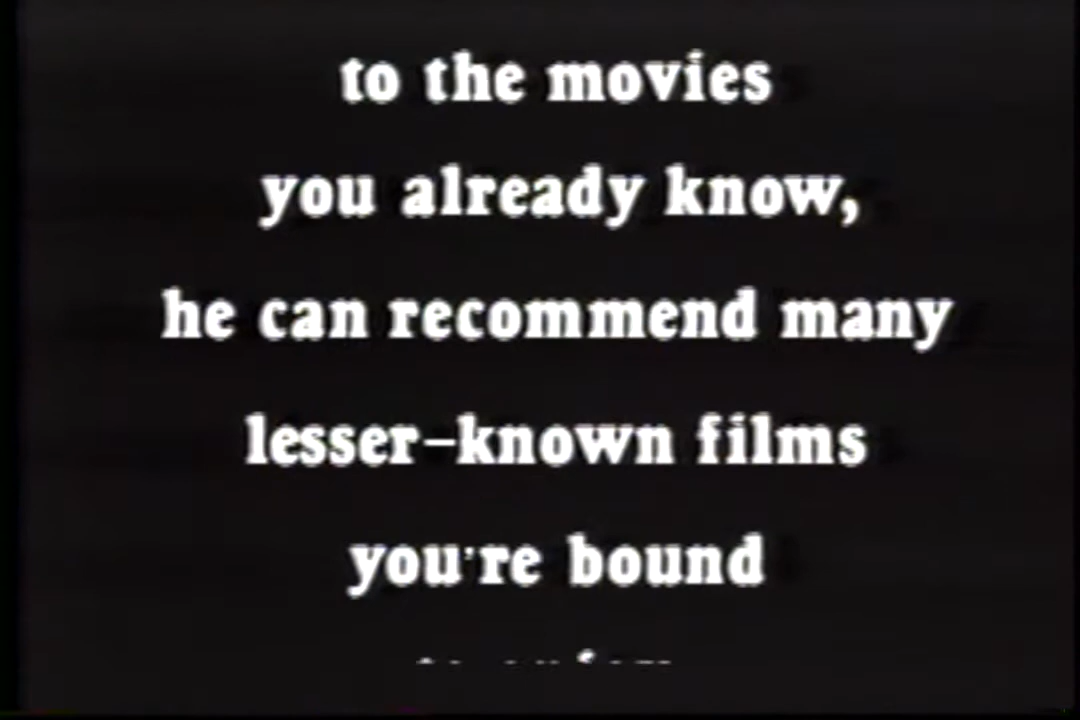 to the movies
you already know,
he can recommend many
lesser-known films
you're bound